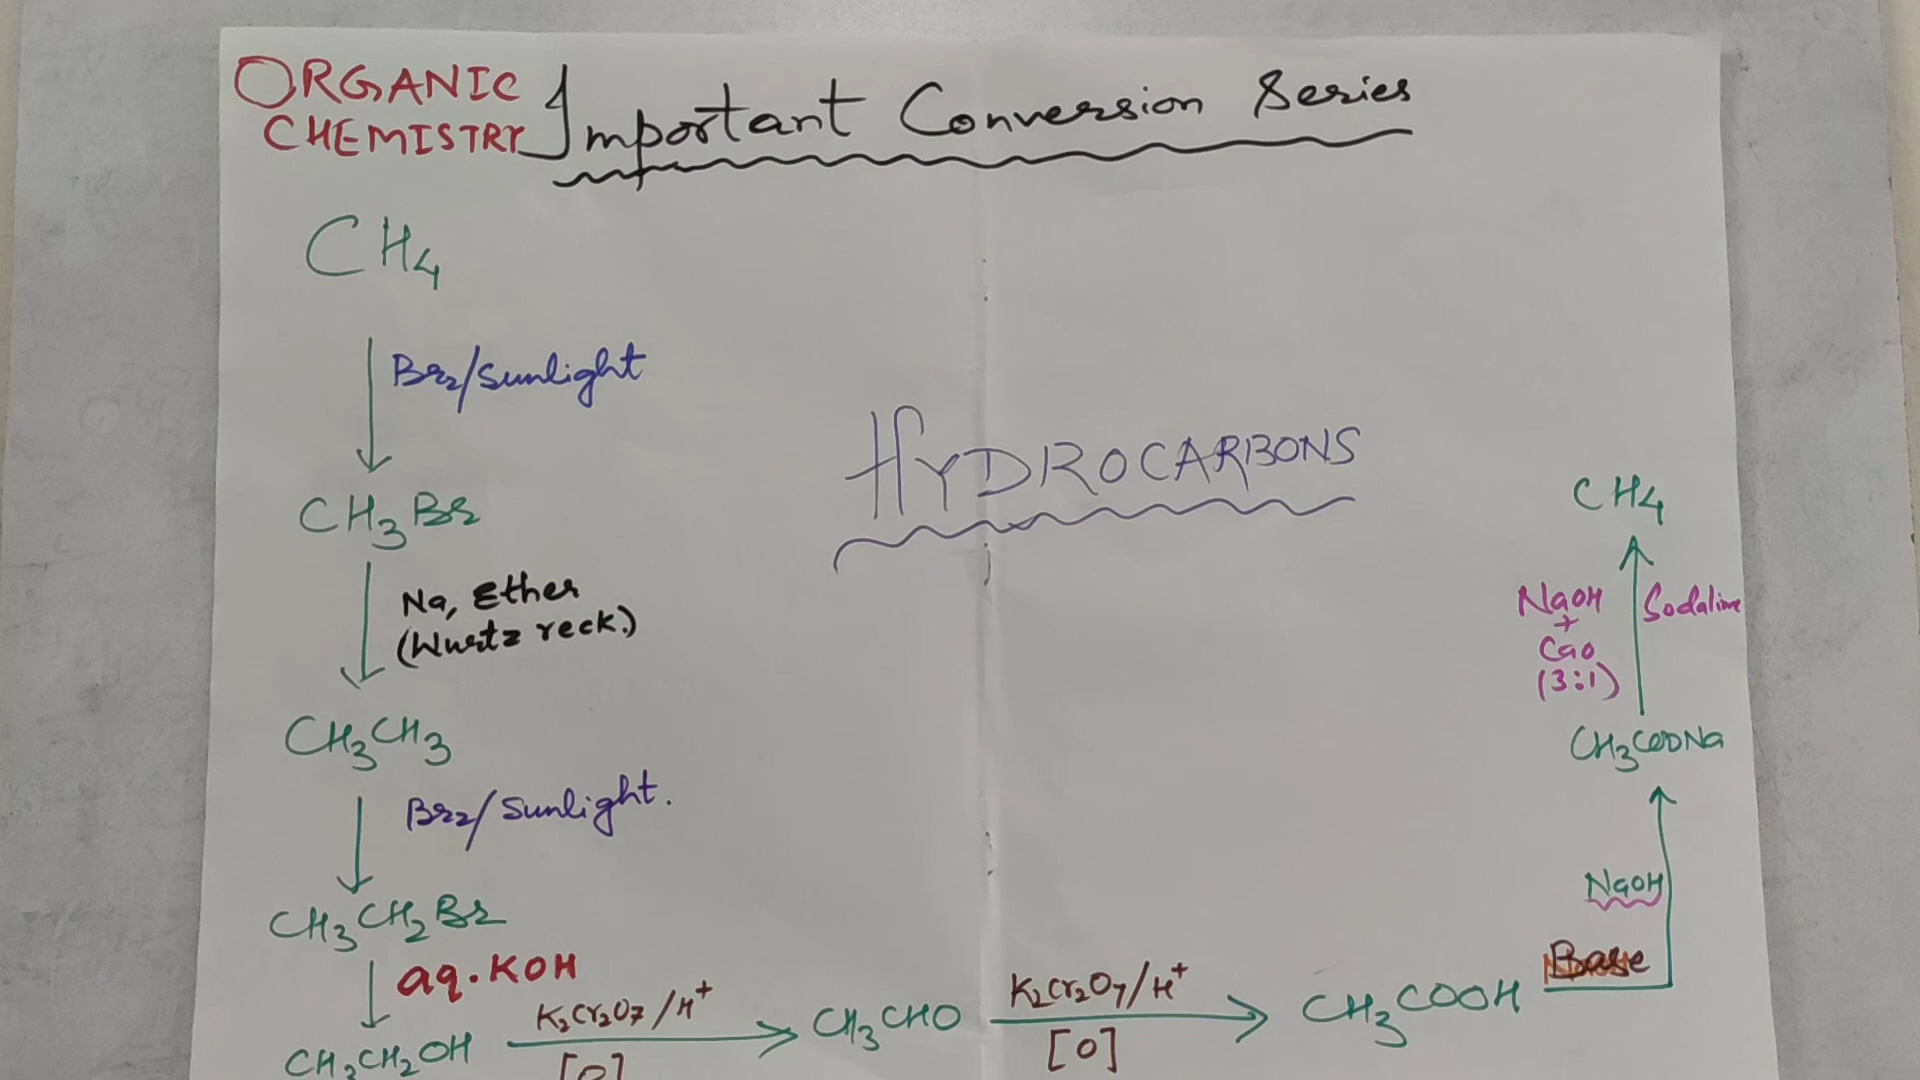 ORGANIC
CHEMISTRY
Important Conversion Series
CH4
Br2/Sunlight
CH3Br
HYDROCARBONS
Na, Ether
(Wurtz reck.)
CH3CH3
Br2/Sunlight.
CH3CH2Br
aq. KOH
CH3CH2OH
K2Cr2O7/H+
[O]
CH3CHO
K2Cr2O7/H+
[O]
CH3COOH
Base
NaOH
CH3COONa
NaOH
+
CaO
(3:1)
Sodalime
CH4